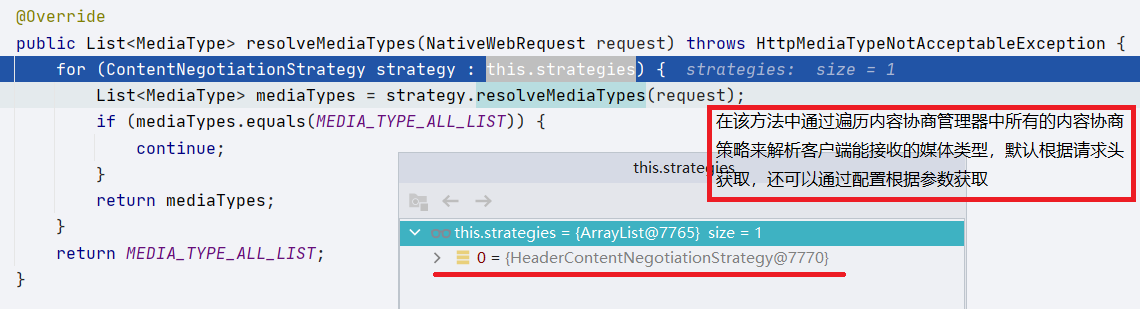 @Override
public List<MediaType> resolveMediaTypes(NativeWebRequest request) throws HttpMediaTypeNotAcceptableException {
for (ContentNegotiationStrategy strategy : this.strategies) { strategies: size = 1
List<MediaType> mediaTypes = strategy.resolveMediaTypes(request);
if (mediaTypes.equals(MEDIA_TYPE_ALL_LIST)) {
continue;
}
return mediaTypes;
}
return MEDIA_TYPE_ALL_LIST;
}
在该方法中通过遍历内容协商管理器中所有的内容协商
策略来解析客户端能接收的媒体类型，默认根据请求头
获取，还可以通过配置根据参数获取
this.strategies
this.strategies = {ArrayList@7765} size = 1
0 = {HeaderContentNegotiationStrategy@7770}